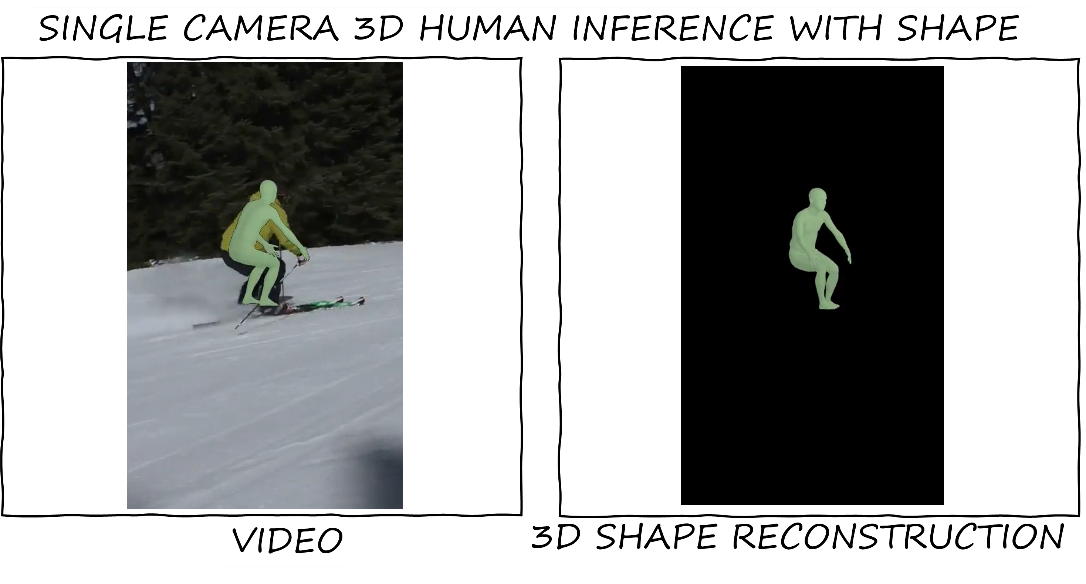 SINGLE CAMERA 3D HUMAN INFERENCE WITH SHAPE
VIDEO
3D SHAPE RECONSTRUCTION